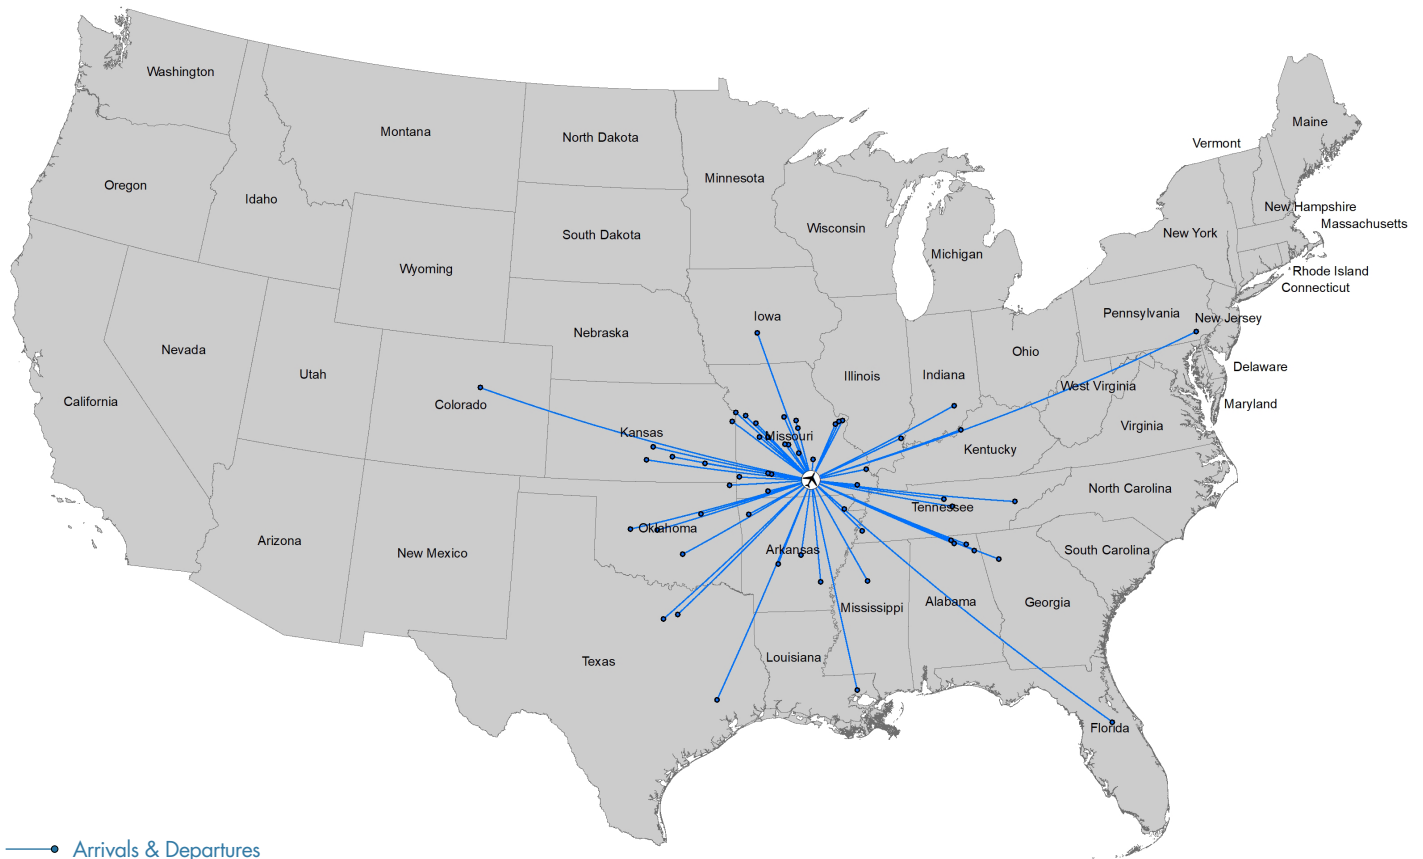 Washington
Montana
North Dakota
Minnesota
Maine
Vermont
Oregon
Idaho
New Hampshire
Massachusetts
South Dakota
Wisconsin
New York
Michigan
Wyoming
Rhode Island
Connecticut
Iowa
Pennsylvania
New Jersey
Nebraska
Nevada
Ohio
Utah
Illinois
Indiana
Delaware
West Virginia
California
Colorado
Maryland
Kansas
Missouri
Virginia
Kentucky
North Carolina
Tennessee
Oklahoma
Arizona
New Mexico
Arkansas
South Carolina
Mississippi
Alabama
Georgia
Texas
Louisiana
Florida
Arrivals & Departures